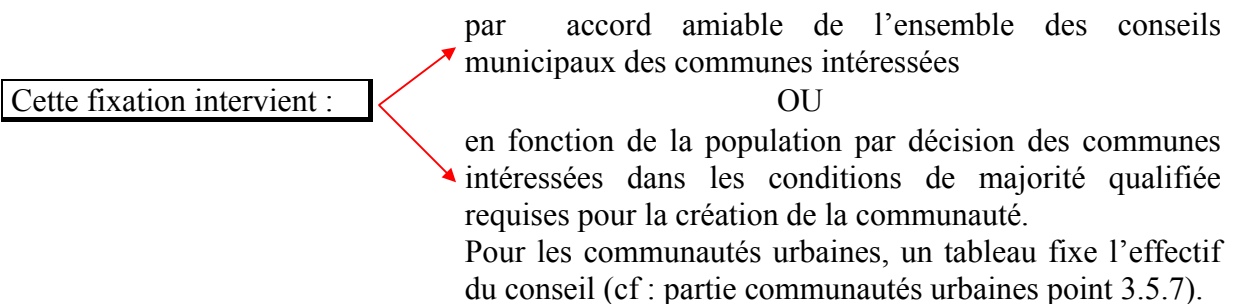 par accord amiable de l’ensemble des conseils
municipaux des communes intéressées
Cette fixation intervient :
OU
en fonction de la population par décision des communes
intéressées dans les conditions de majorité qualifiée
requises pour la création de la communauté.
Pour les communautés urbaines, un tableau fixe l’effectif
du conseil (cf : partie communautés urbaines point 3.5.7).